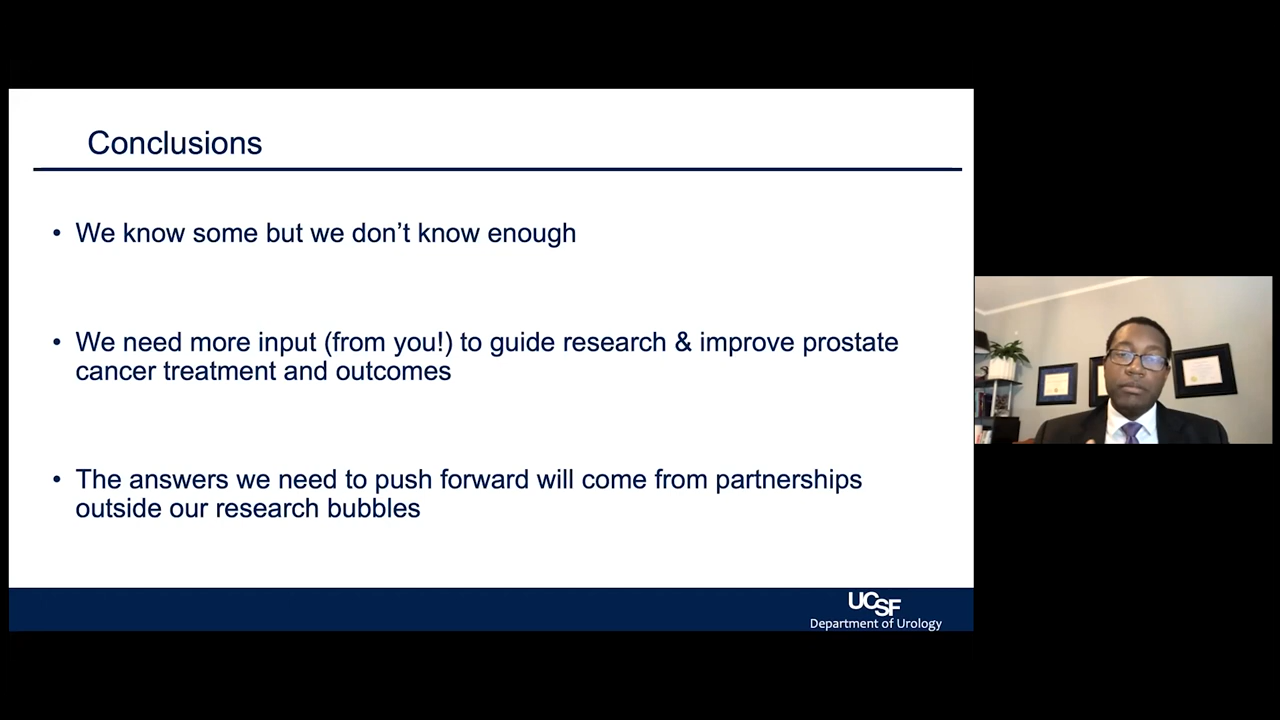 Conclusions
• We know some but we don’t know enough
• We need more input (from you!) to guide research & improve prostate
cancer treatment and outcomes
• The answers we need to push forward will come from partnerships
outside our research bubbles
UCSF
Department of Urology